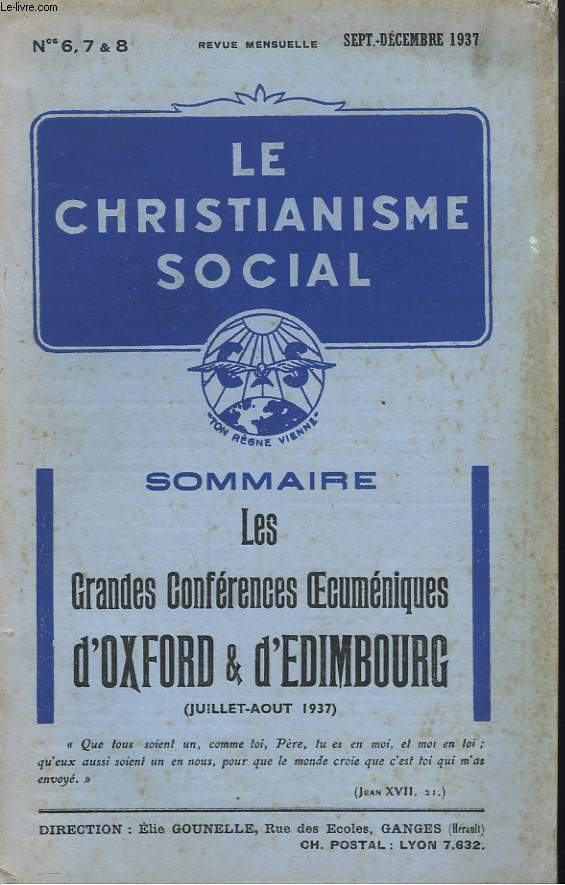 Le-livre.com
Nᵒˢ 6, 7 & 8 REVUE MENSUELLE SEPT.-DÉCEMBRE 1937
LE
CHRISTIANISME
SOCIAL
"TON RÈGNE VIENNE"
SOMMAIRE
Les
Grandes Conférences Œcuméniques
d'OXFORD & d'EDIMBOURG
(JUILLET-AOUT 1937)
« Que tous soient un, comme toi, Père, tu es en moi, et moi en toi ;
qu'eux aussi soient un en nous, pour que le monde croie que c'est toi qui m'as
envoyé. »
(JEAN XVII, 21.)
DIRECTION : Élie GOUNELLE, Rue des Ecoles, GANGES (Hérault)
CH. POSTAL : LYON 7.632.